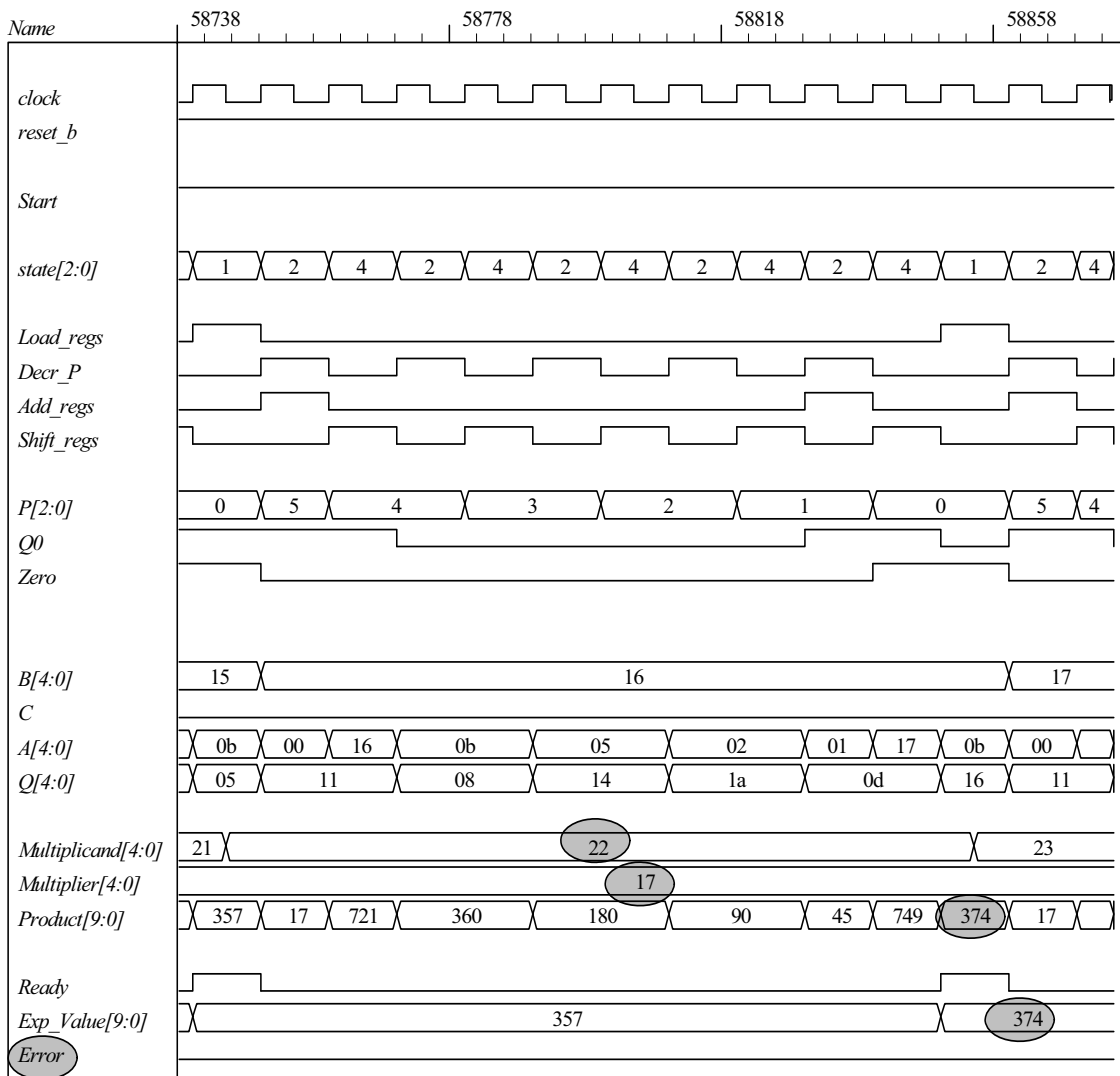 Name 58738 58778 58818 58858
clock
reset_b
Start
state[2:0] 1 2 4 2 4 2 4 2 4 2 4 1 2 4
Load_regs
Decr_P
Add_regs
Shift_regs
P[2:0] 0 5 4 3 2 1 0 5 4
Q0
Zero
B[4:0] 15 16 17
C
A[4:0] 0b 00 16 0b 05 02 01 17 0b 00
Q[4:0] 05 11 08 14 1a 0d 16 11
Multiplicand[4:0] 21 22 23
Multiplier[4:0] 17
Product[9:0] 357 17 721 360 180 90 45 749 374 17
Ready
Exp_Value[9:0] 357 374
Error